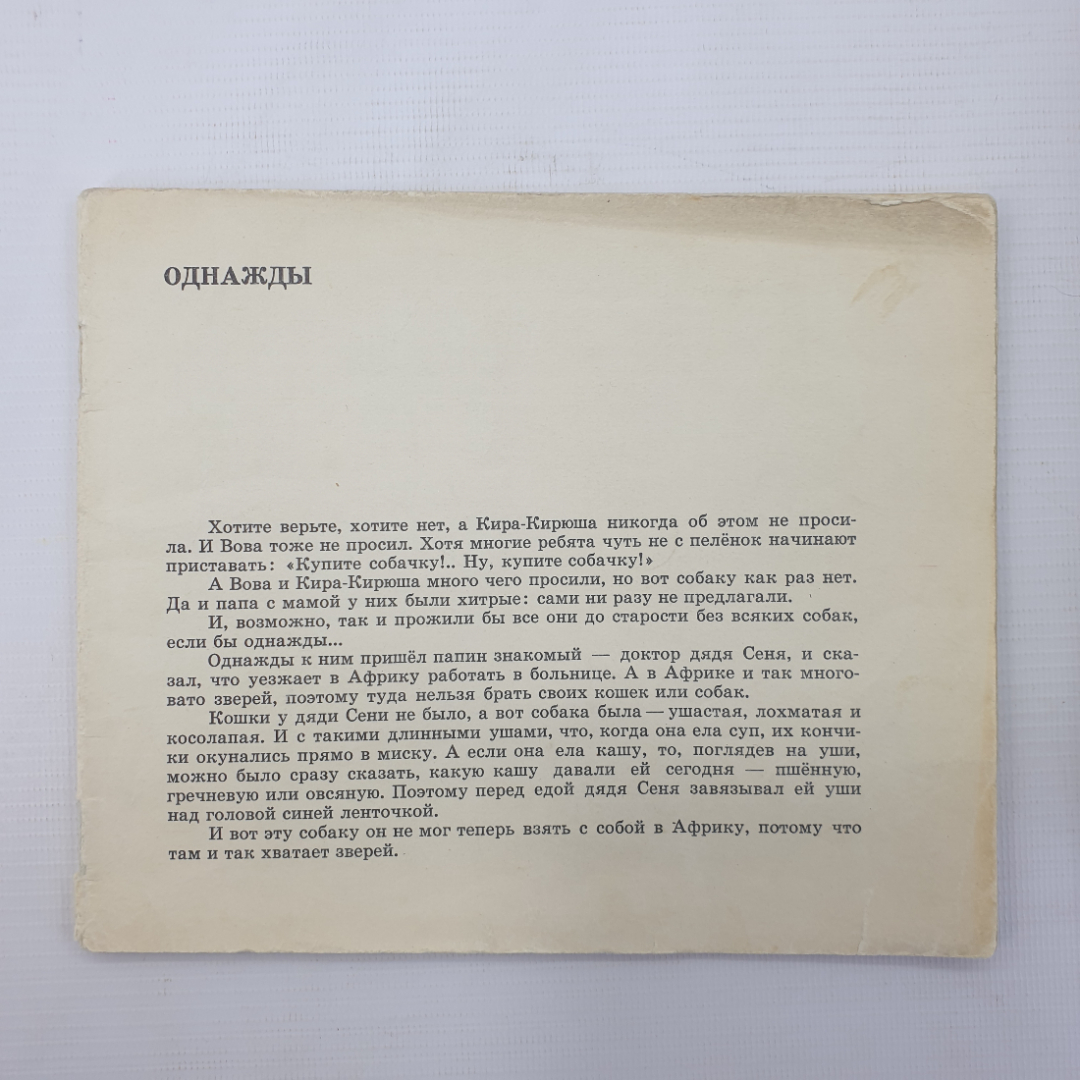 ОДНАЖДЫ
Хотите верьте, хотите нет, а Кира-Кирюша никогда об этом не проси-
ла. И Вова тоже не просил. Хотя многие ребята чуть не с пелёнок начинают
приставать: «Купите собачку!.. Ну, купите собачку!»
А Вова и Кира-Кирюша много чего просили, но вот собаку как раз нет.
Да и папа с мамой у них были хитрые: сами ни разу не предлагали.
И, возможно, так и прожили бы все они до старости без всяких собак,
если бы однажды...
Однажды к ним пришёл папин знакомый — доктор дядя Сеня, и ска-
зал, что уезжает в Африку работать в больнице. А в Африке и так много-
вато зверей, поэтому туда нельзя брать своих кошек или собак.
Кошки у дяди Сени не было, а вот собака была — ушастая, лохматая и
косолапая. И с такими длинными ушами, что, когда она ела суп, их кончи-
ки окунались прямо в миску. А если она ела кашу, то, поглядев на уши,
можно было сразу сказать, какую кашу давали ей сегодня — пшённую,
гречневую или овсяную. Поэтому перед едой дядя Сеня завязывал ей уши
над головой синей ленточкой.
И вот эту собаку он не мог теперь взять с собой в Африку, потому что
там и так хватает зверей.